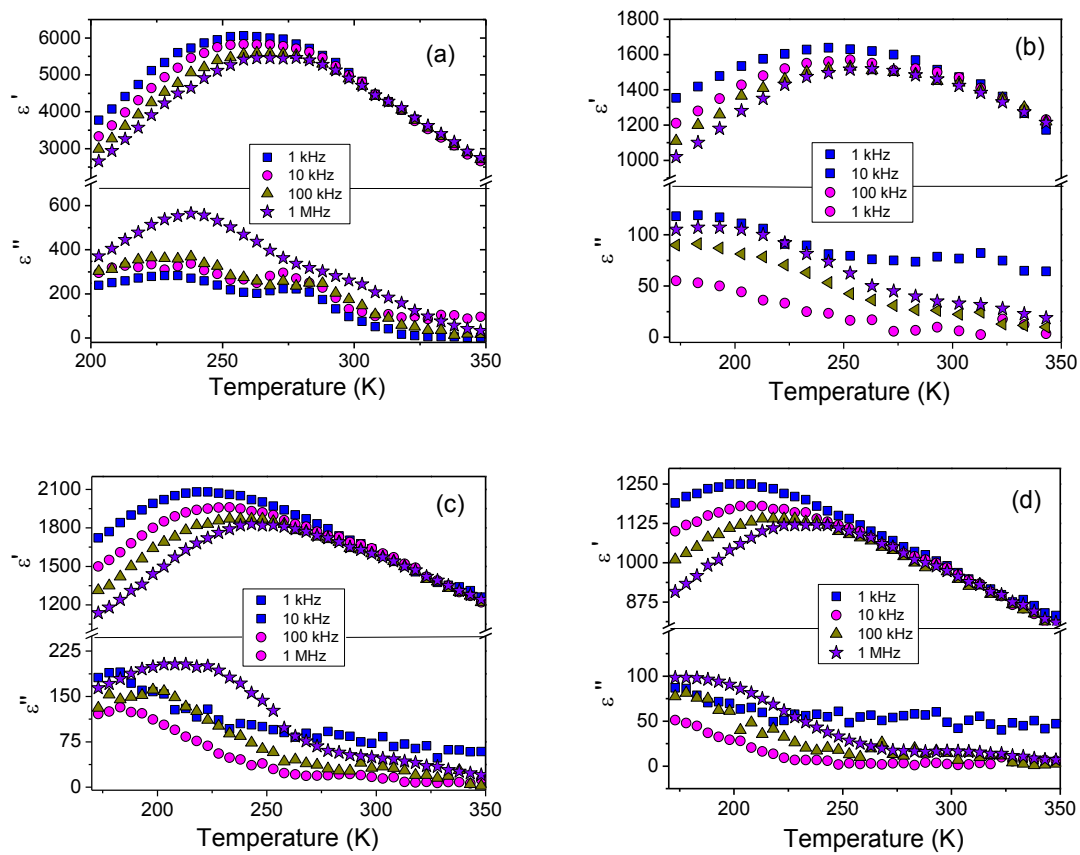 (a)
6000
4500
3000
ε'
1 kHz
10 kHz
100 kHz
1 MHz
600
400
200
0
ε''
200 250 300 350
Temperature (K)
(b)
1800
1600
1400
1200
1000
ε'
1 kHz
10 kHz
100 kHz
1 kHz
100
50
0
ε''
200 250 300 350
Temperature (K)
(c)
2100
1800
1500
1200
ε'
1 kHz
10 kHz
100 kHz
1 MHz
225
150
75
0
ε''
200 250 300 350
Temperature (K)
(d)
1250
1125
1000
875
ε'
1 kHz
10 kHz
100 kHz
1 MHz
100
50
0
ε''
200 250 300 350
Temperature (K)